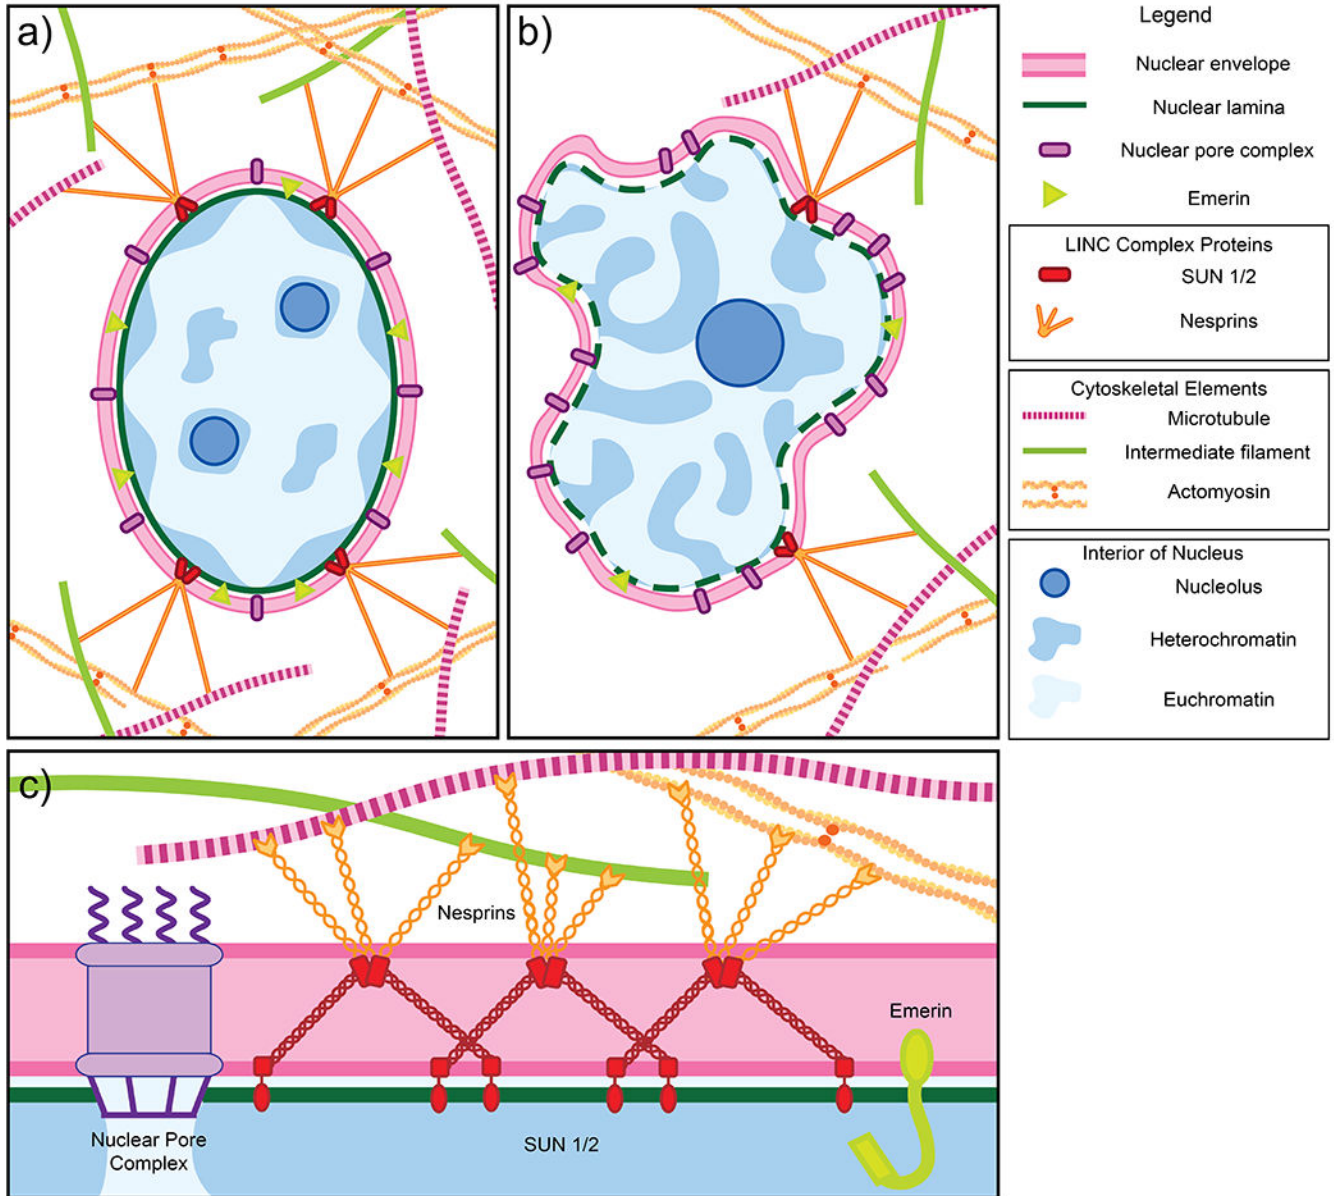 a)
b)
Legend
Nuclear envelope
Nuclear lamina
Nuclear pore complex
Emerin
LINC Complex Proteins
SUN 1/2
Nesprins
Cytoskeletal Elements
Microtubule
Intermediate filament
Actomyosin
Interior of Nucleus
Nucleolus
Heterochromatin
Euchromatin
c)
Nesprins
Emerin
Nuclear Pore
Complex
SUN 1/2